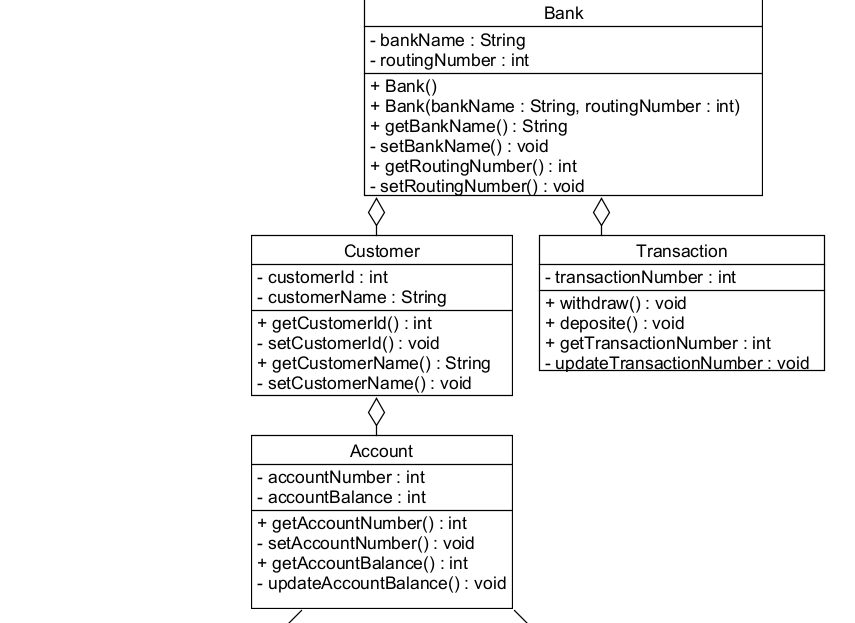 Bank
- bankName : String
- routingNumber : int
+ Bank()
+ Bank(bankName : String, routingNumber : int)
+ getBankName() : String
- setBankName() : void
+ getRoutingNumber() : int
- setRoutingNumber() : void
Customer
- customerId : int
- customerName : String
+ getCustomerId() : int
- setCustomerId() : void
+ getCustomerName() : String
- setCustomerName() : void
Transaction
- transactionNumber : int
+ withdraw() : void
+ deposite() : void
+ getTransactionNumber : int
- updateTransactionNumber : void
Account
- accountNumber : int
- accountBalance : int
+ getAccountNumber() : int
- setAccountNumber() : void
+ getAccountBalance() : int
- updateAccountBalance() : void